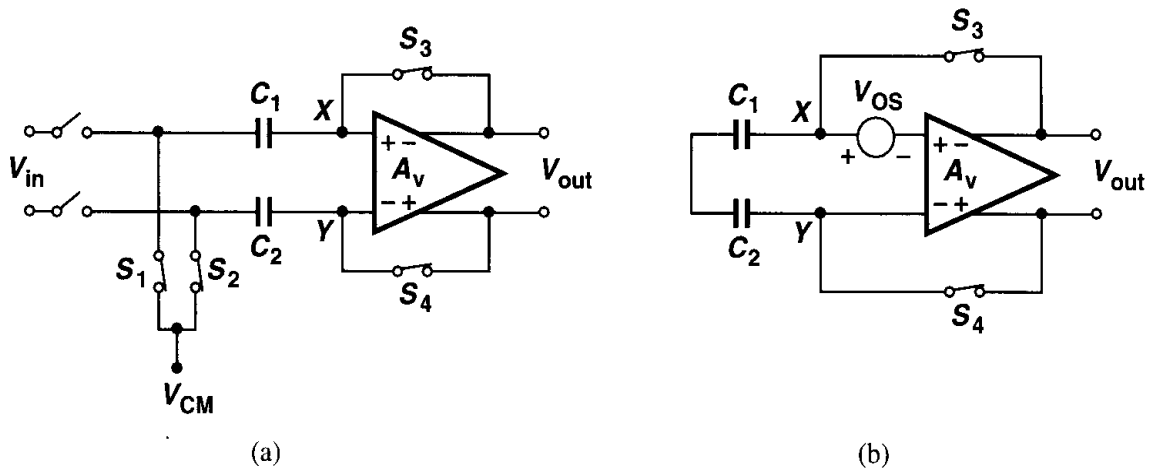 S3
C1
X
+ −
Av
− +
Vin
Vout
C2
Y
S1
S2
S4
VCM
(a)
S3
C1
X
VOS
+ −
+ −
Av
− +
Vout
C2
Y
S4
(b)